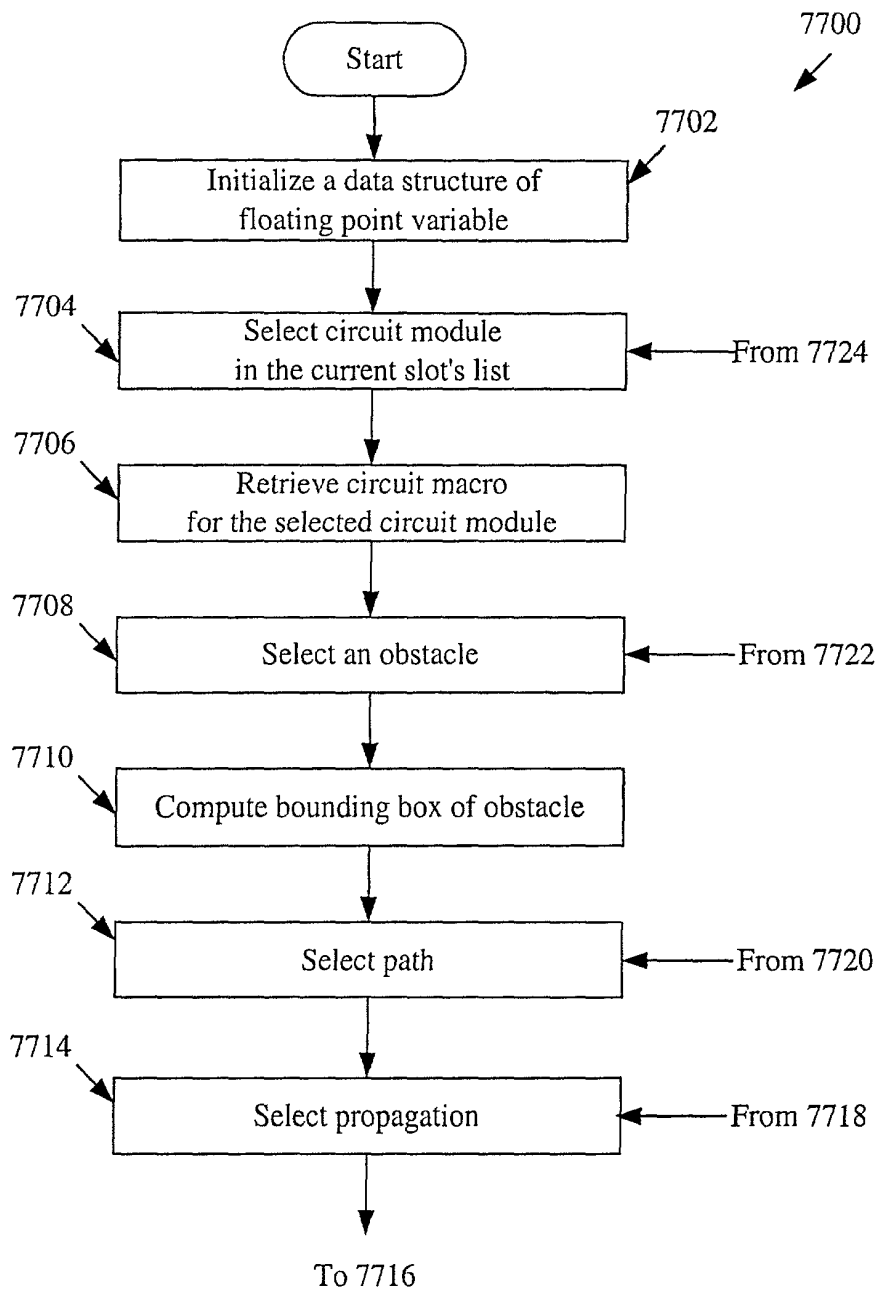 7700
Start
7702
Initialize a data structure of
floating point variable
7704
Select circuit module
in the current slot's list
From 7724
7706
Retrieve circuit macro
for the selected circuit module
7708
Select an obstacle
From 7722
7710
Compute bounding box of obstacle
7712
Select path
From 7720
7714
Select propagation
From 7718
To 7716